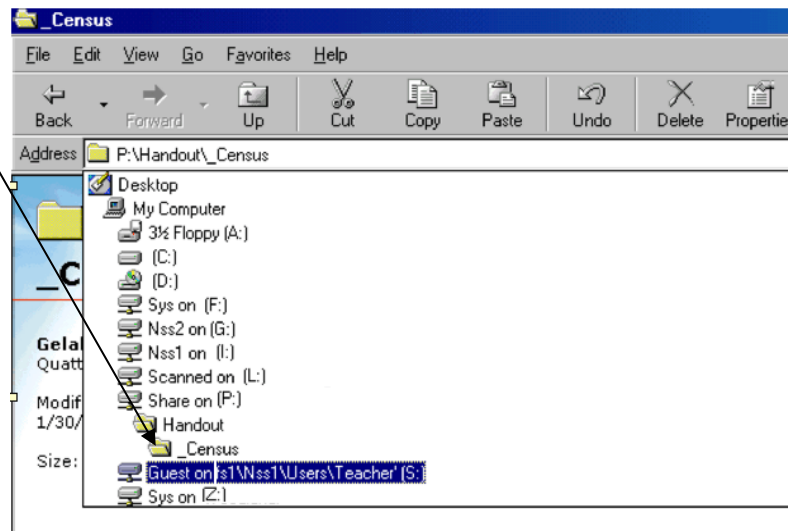 _Census
File Edit View Go Favorites Help
Back Forward Up Cut Copy Paste Undo Delete Propertie
Address P:\Handout\_Census
Desktop
My Computer
3½ Floppy (A:)
(C:)
(D:)
Sys on (F:)
Nss2 on (G:)
Nss1 on (I:)
Scanned on (L:)
Share on (P:)
Handout
_Census
Guest on fs1\Nss1\Users\Teacher' (S:)
Sys on (Z:)
_C
Gelal
Quatt
Modif
1/30/
Size: